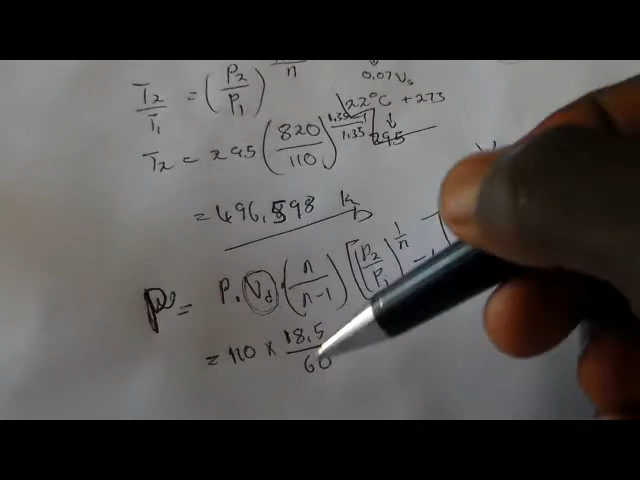 T₂/T₁ = (P₂/P₁) n
0.07 Vs
22°C + 273
295
T₂ = 295 (820/110) 1.35-1/1.35
= 496.598 K
P = P. Vd . (n/n-1) [(P₂/P₁) 1/n - 1]
= 110 × 18.5/60